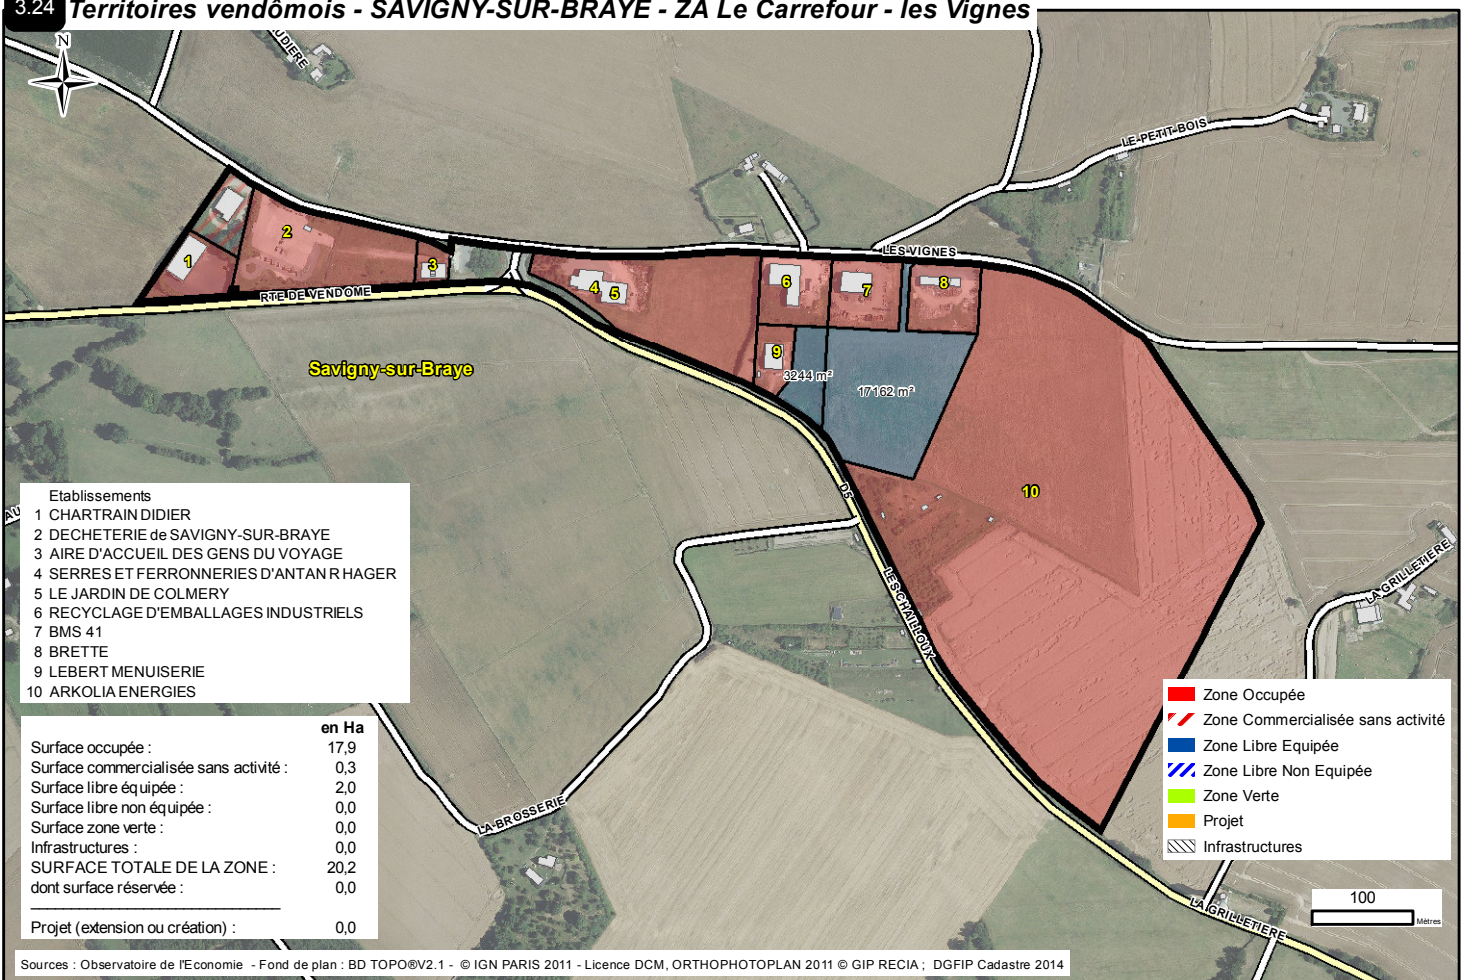 3.24 Territoires vendômois - SAVIGNY-SUR-BRAYE - ZA Le Carrefour - les Vignes
N
UDIERE
LE PETIT BOIS
LES VIGNES
RTE DE VENDOME
1
2
3
4
5
6
7
8
9
10
3244 m²
17162 m²
Savigny-sur-Braye
D5
LES CHAILLOUX
LA GRILLETIERE
LA BROSSERIE
LA GRILLETIERE
AU
Etablissements
1 CHARTRAIN DIDIER
2 DECHETERIE de SAVIGNY-SUR-BRAYE
3 AIRE D'ACCUEIL DES GENS DU VOYAGE
4 SERRES ET FERRONNERIES D'ANTAN R HAGER
5 LE JARDIN DE COLMERY
6 RECYCLAGE D'EMBALLAGES INDUSTRIELS
7 BMS 41
8 BRETTE
9 LEBERT MENUISERIE
10 ARKOLIA ENERGIES
en Ha
Surface occupée : 17,9
Surface commercialisée sans activité : 0,3
Surface libre équipée : 2,0
Surface libre non équipée : 0,0
Surface zone verte : 0,0
Infrastructures : 0,0
SURFACE TOTALE DE LA ZONE : 20,2
dont surface réservée : 0,0
Projet (extension ou création) : 0,0
Zone Occupée
Zone Commercialisée sans activité
Zone Libre Equipée
Zone Libre Non Equipée
Zone Verte
Projet
Infrastructures
100
Mètres
Sources : Observatoire de l'Economie - Fond de plan : BD TOPO®V2.1 - © IGN PARIS 2011 - Licence DCM, ORTHOPHOTOPLAN 2011 © GIP RECIA ; DGFIP Cadastre 2014